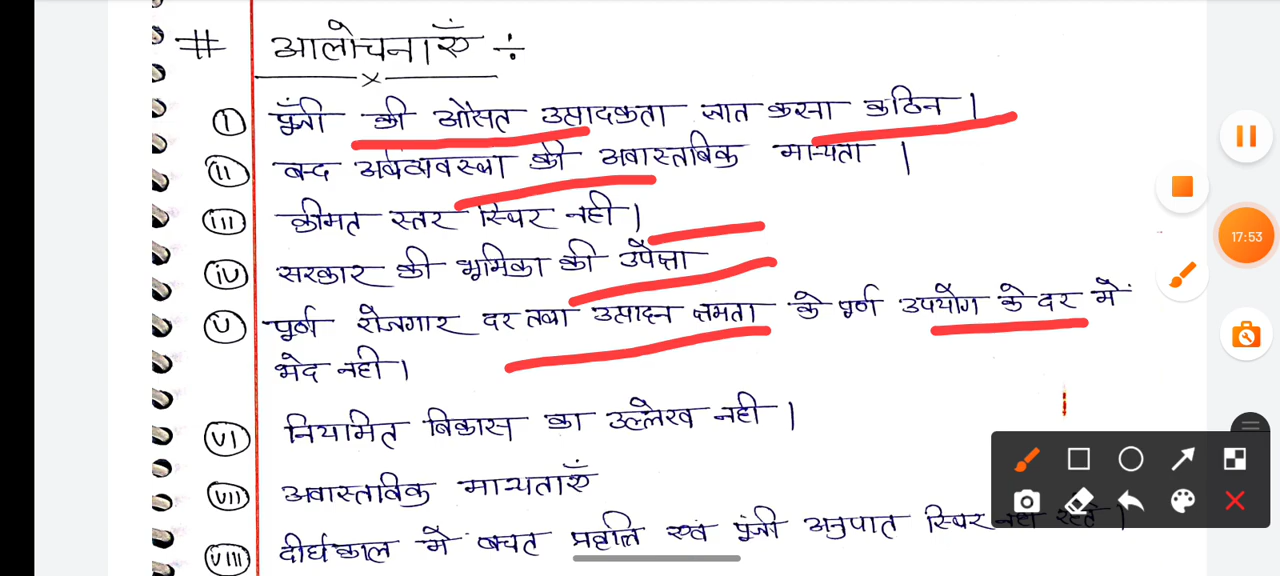 # आलोचनाएँ ÷
(i) पूँजी की औसत उत्पादकता ज्ञात करना कठिन ।
(ii) बन्द अर्थव्यवस्था की अवास्तविक मान्यता ।
(iii) कीमत स्तर स्थिर नही ।
(iv) सरकार की भूमिका की उपेक्षा
(v) पूर्ण रोजगार दर तथा उत्पादन क्षमता के पूर्ण उपयोग के दर में
भेद नही ।
(vi) नियामित विकास का उल्लेख नही ।
(vii) अवास्तविक मान्यताएँ
(viii) दीर्घकाल में बचत प्रवृत्ति एवं पूंजी अनुपात स्थिर नही रहते ।
17:53